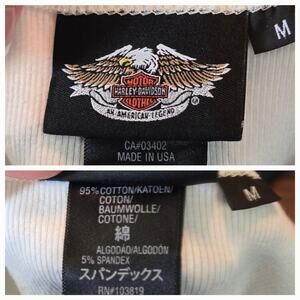 M
MOTOR
HARLEY-DAVIDSON
CLOTHES
AN AMERICAN LEGEND
®
CA#03402
MADE IN USA
M
95%COTTON/KATOEN/
COTON/
BAUMWOLLE/
COTONE/
綿
ALGODAO/ALGODÓN
5% SPANDEX
スパンデックス
RN#103819